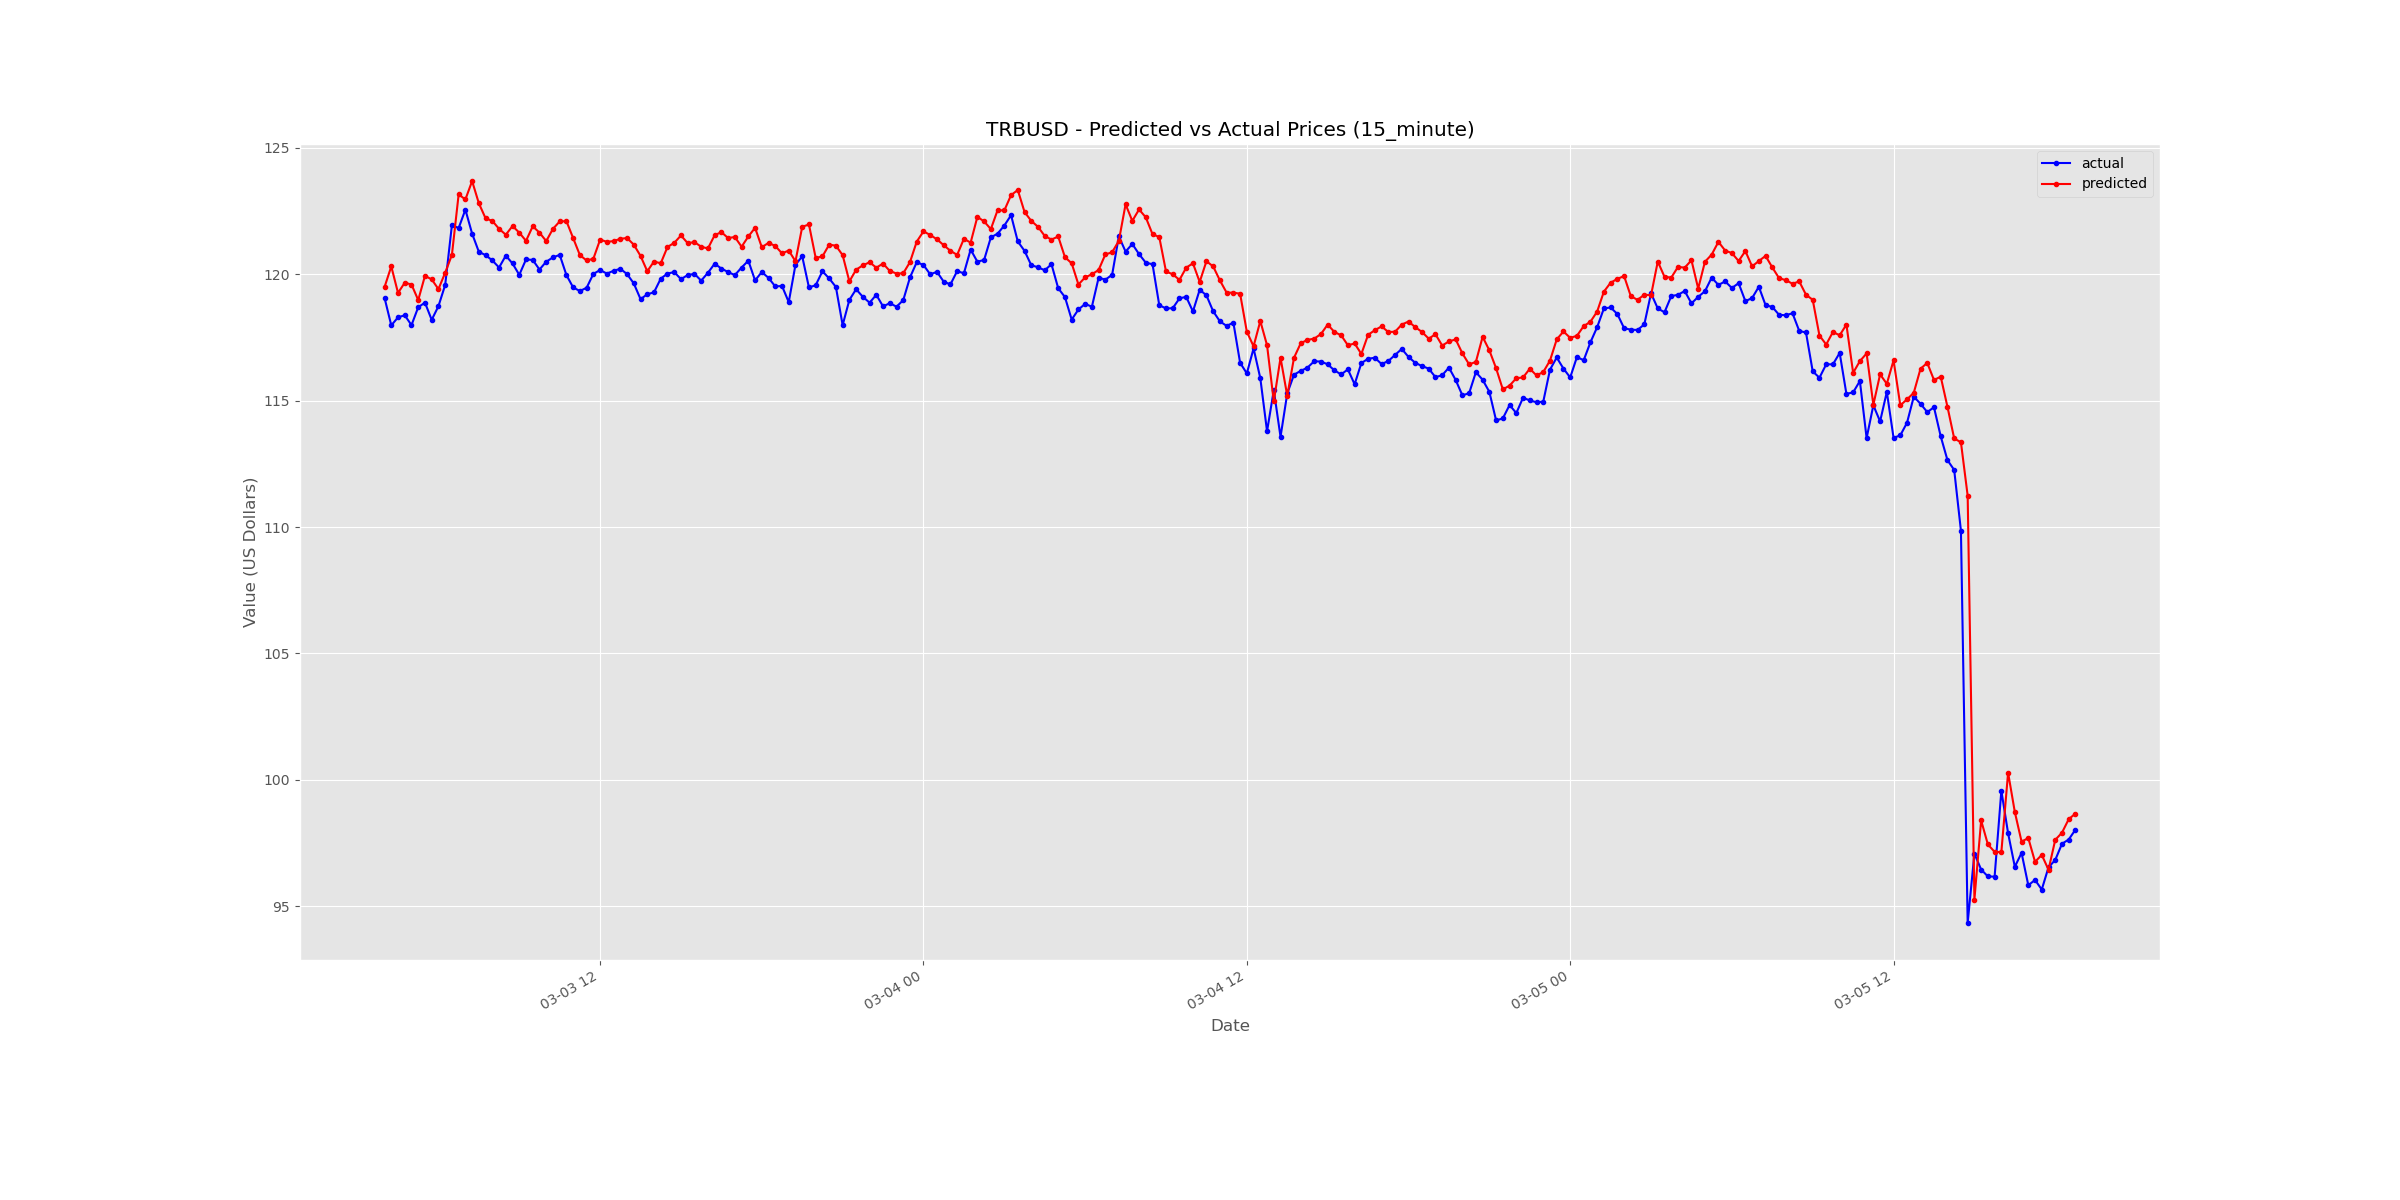 TRBUSD - Predicted vs Actual Prices (15_minute)
125
120
115
110
105
100
95
Value (US Dollars)
actual
predicted
03-03 12
03-04 00
03-04 12
03-05 00
03-05 12
Date